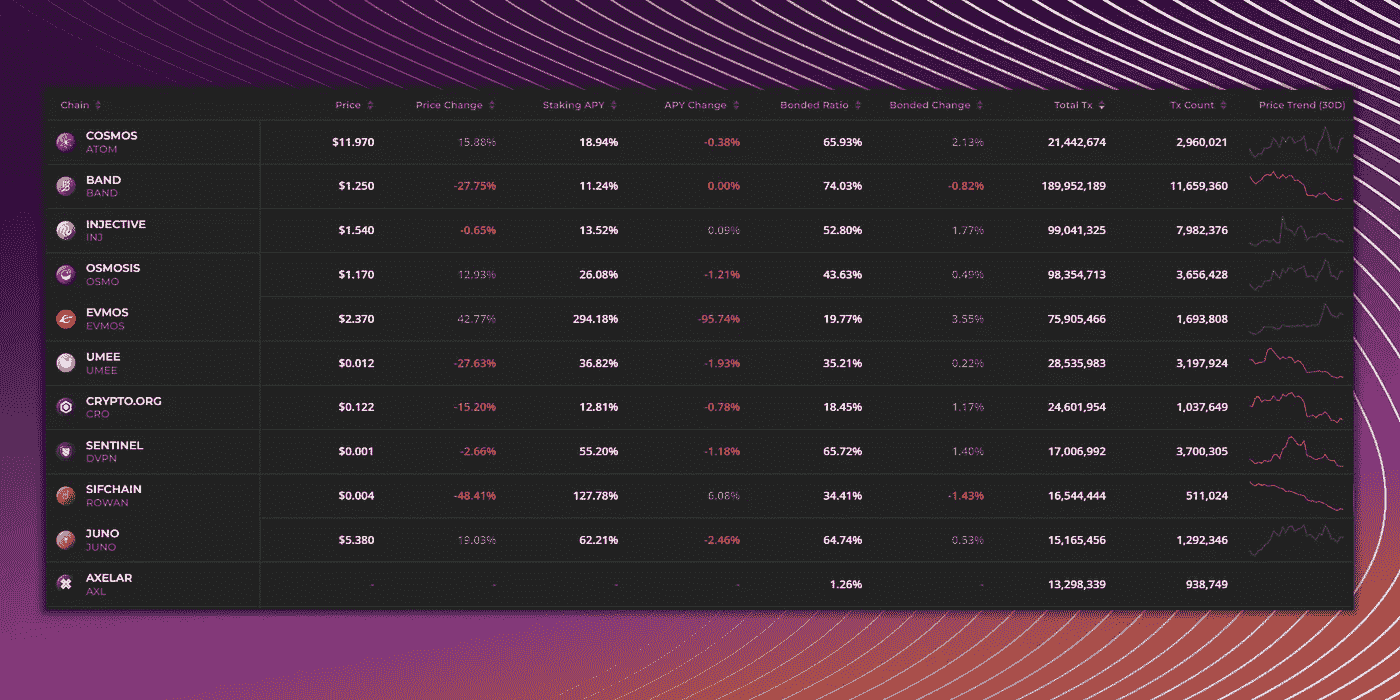 Chain Price Price Change Staking APY APY Change Bonded Ratio Bonded Change Total Tx Tx Count Price Trend (30D)
COSMOS $11.970 15.88% 18.94% -0.38% 65.93% 2.13% 21,442,674 2,960,021
ATOM
BAND $1.250 -27.75% 11.24% 0.00% 74.03% -0.82% 189,952,189 11,659,360
BAND
INJECTIVE $1.540 -0.65% 13.52% 0.09% 52.80% 1.77% 99,041,325 7,982,376
INJ
OSMOSIS $1.170 12.93% 26.08% -1.21% 43.63% 0.49% 98,354,713 3,656,428
OSMO
EVMOS $2.370 42.77% 294.18% -95.74% 19.77% 3.55% 75,905,466 1,693,808
EVMOS
UMEE $0.012 -27.63% 36.82% -1.93% 35.21% 0.22% 28,535,983 3,197,924
UMEE
CRYPTO.ORG $0.122 -15.20% 12.81% -0.78% 18.45% 1.17% 24,601,954 1,037,649
CRO
SENTINEL $0.001 -2.66% 55.20% -1.18% 65.72% 1.40% 17,006,992 3,700,305
DVPN
SIFCHAIN $0.004 -48.41% 127.78% 6.08% 34.41% -1.43% 16,544,444 511,024
ROWAN
JUNO $5.380 19.03% 62.21% -2.46% 64.74% 0.53% 15,165,456 1,292,346
JUNO
AXELAR - - - - 1.26% - 13,298,339 938,749
AXL